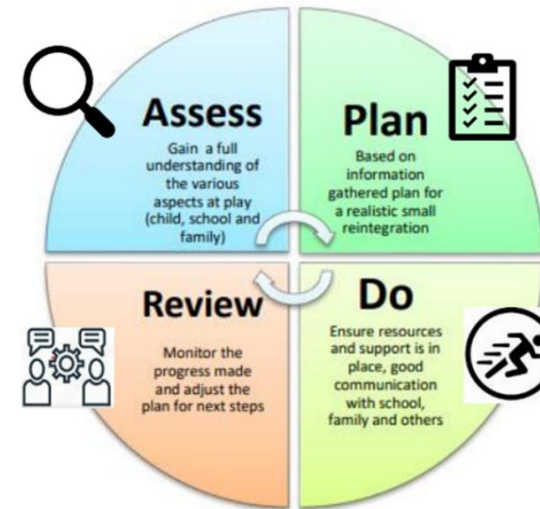 Assess
Gain a full
understanding of
the various
aspects at play
(child, school and
family)
Plan
Based on
information
gathered plan for
a realistic small
reintegration
Review
Monitor the
progress made
and adjust the
plan for next steps
Do
Ensure resources
and support is in
place, good
communication
with school,
family and others